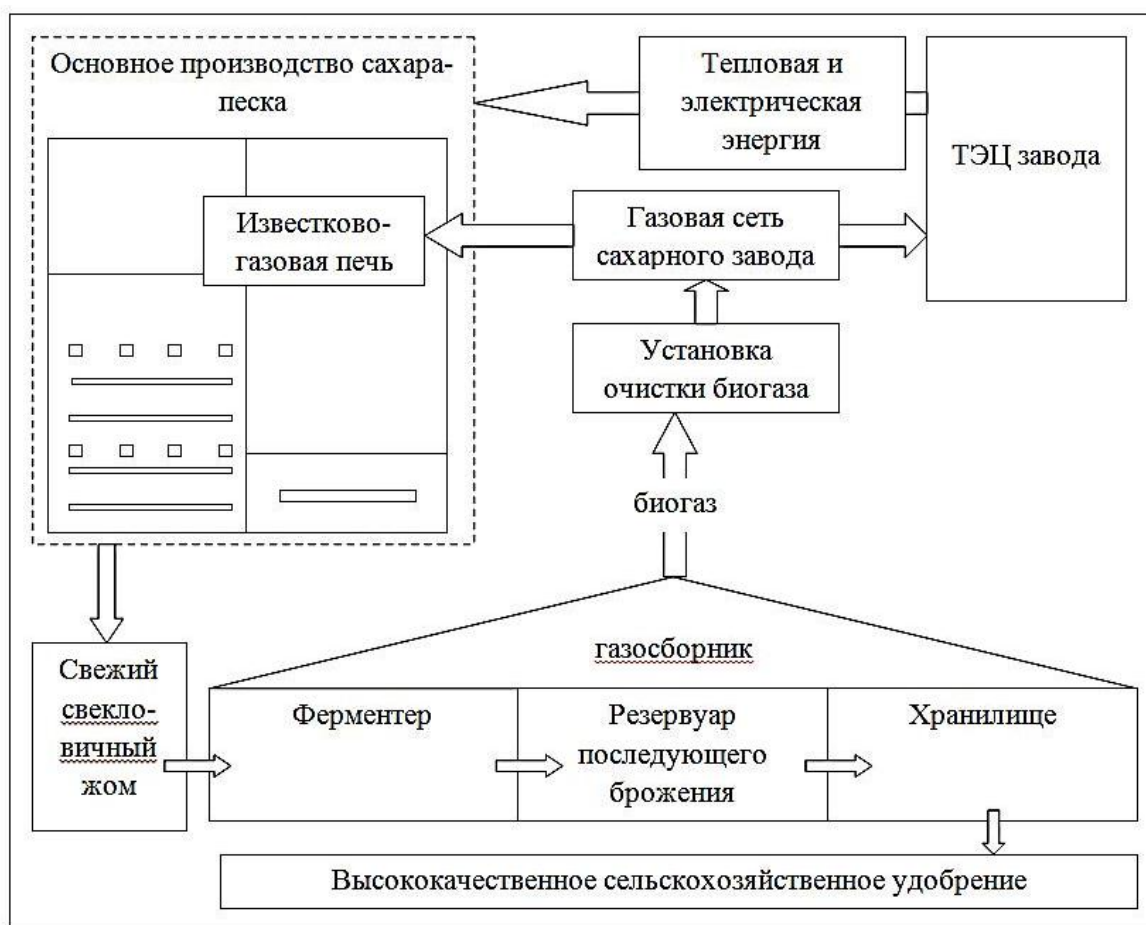 Основное производство сахара-
песка
Тепловая и
электрическая
энергия
ТЭЦ завода
Известково-
газовая печь
Газовая сеть
сахарного завода
Установка
очистки биогаза
биогаз
газосборник
Свежий
свекло-
вичный
жом
Ферментер
Резервуар
последующего
брожения
Хранилище
Высококачественное сельскохозяйственное удобрение